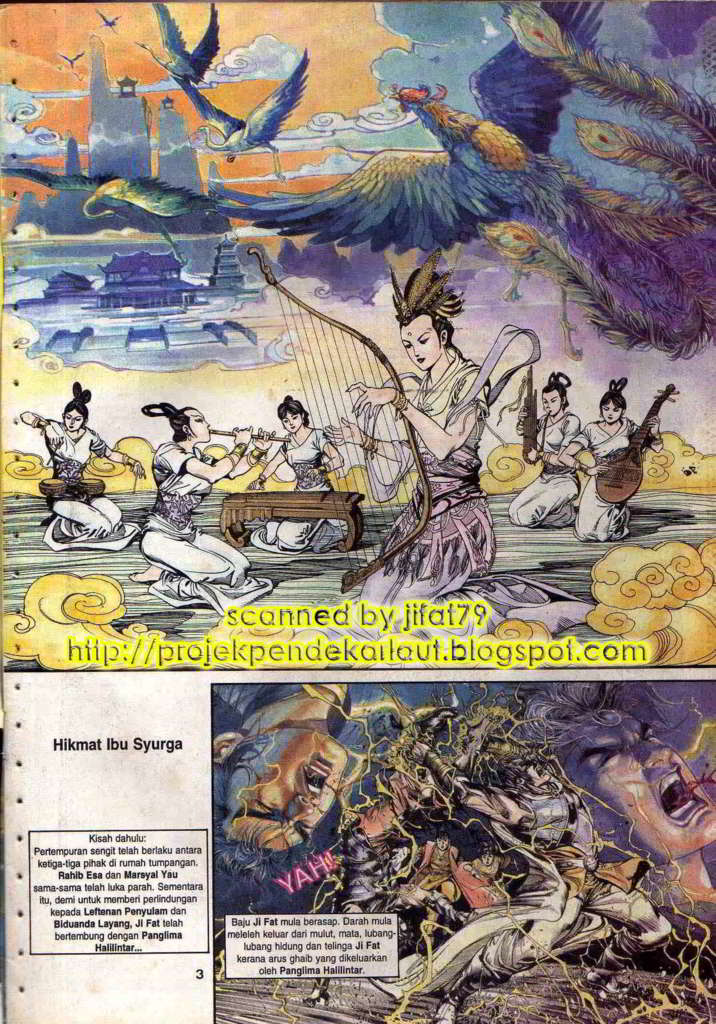 scanned by jifat79
http://projekpendekarlaut.blogspot.com
Hikmat Ibu Syurga
Kisah dahulu:
Pertempuran sengit telah berlaku antara
ketiga-tiga pihak di rumah tumpangan.
Rahib Esa dan Marsyal Yau
sama-sama telah luka parah. Sementara
itu, demi untuk memberi perlindungan
kepada Leftenan Penyulam dan
Biduanda Layang, Ji Fat telah
bertembung dengan Panglima
Halilintar...
3
YAH!
Baju Ji Fat mula berasap. Darah mula
meleleh keluar dari mulut, mata, lubang-
lubang hidung dan telinga Ji Fat
kerana arus ghaib yang dikeluarkan
oleh Panglima Halilintar.